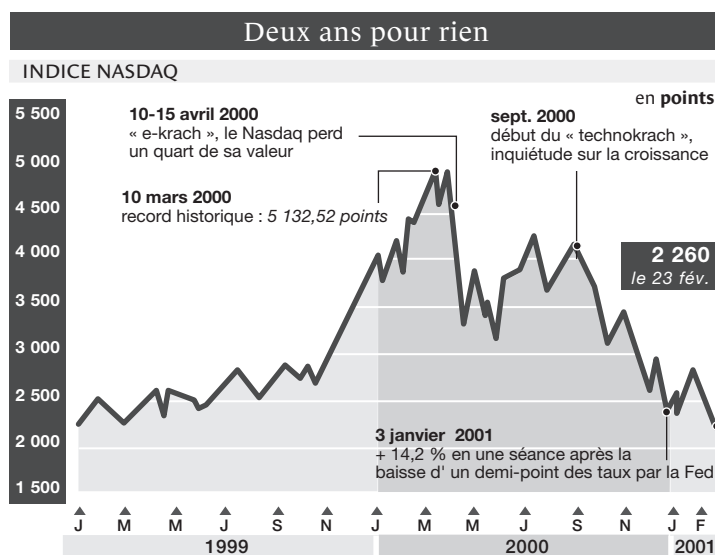 Deux ans pour rien
INDICE NASDAQ
en points
5 500
5 000
4 500
4 000
3 500
3 000
2 500
2 000
1 500
10-15 avril 2000
« e-krach », le Nasdaq perd
un quart de sa valeur
10 mars 2000
record historique : 5 132,52 points
sept. 2000
début du « technokrach »,
inquiétude sur la croissance
2 260
le 23 fév.
3 janvier 2001
+ 14,2 % en une séance après la
baisse d' un demi-point des taux par la Fed
J M M J S N J M M J S N J F
1999 2000 2001